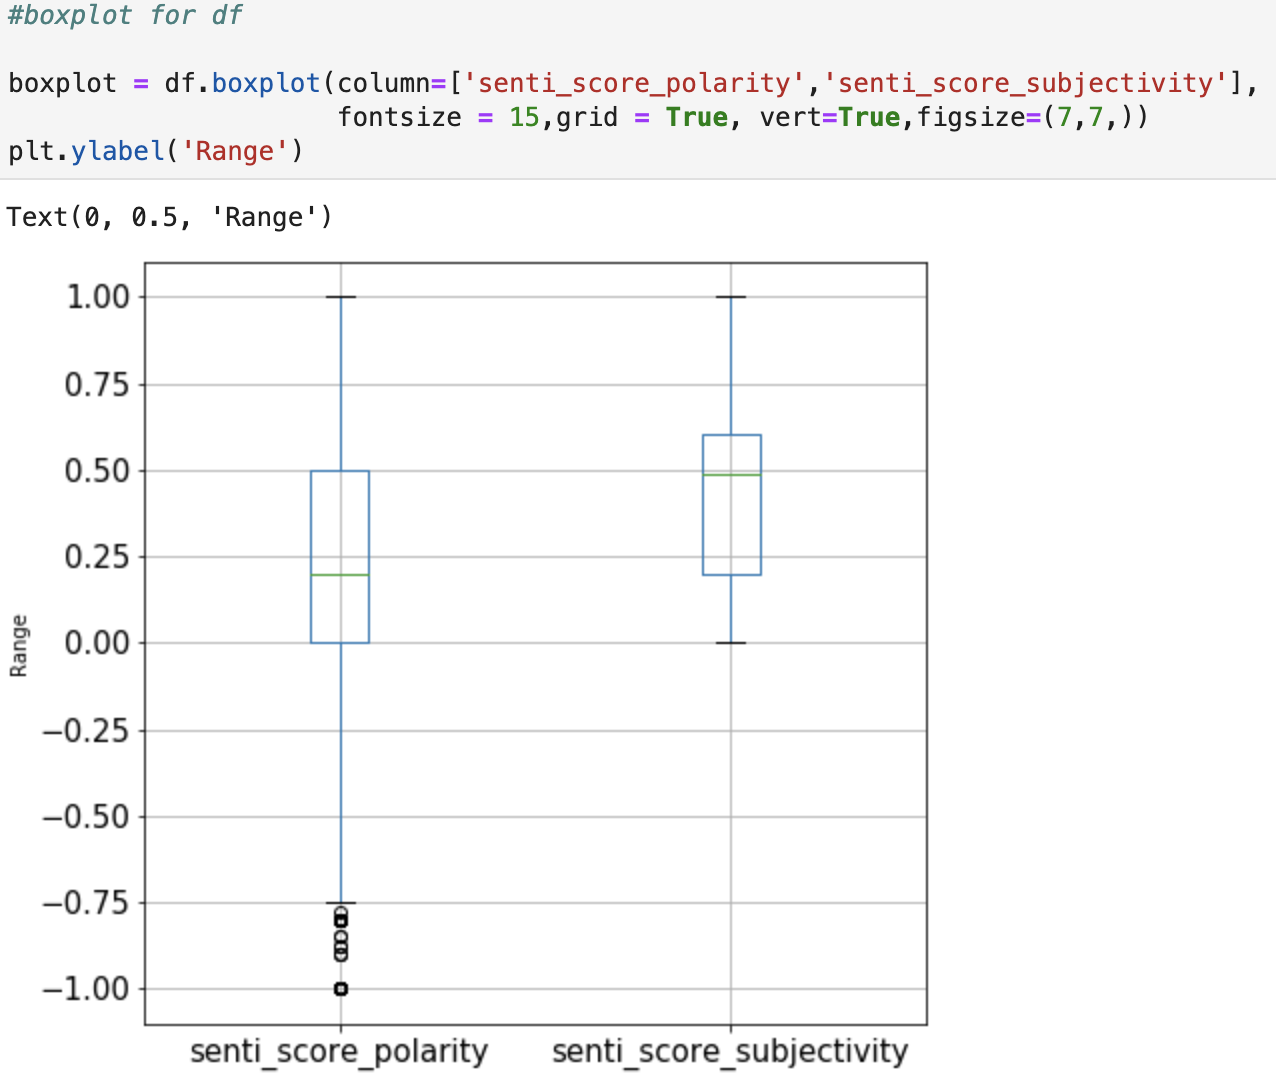 #boxplot for df
boxplot = df.boxplot(column=['senti_score_polarity','senti_score_subjectivity'],
fontsize = 15,grid = True, vert=True,figsize=(7,7,))
plt.ylabel('Range')
Text(0, 0.5, 'Range')
1.00
0.75
0.50
0.25
0.00
−0.25
−0.50
−0.75
−1.00
Range
senti_score_polarity senti_score_subjectivity